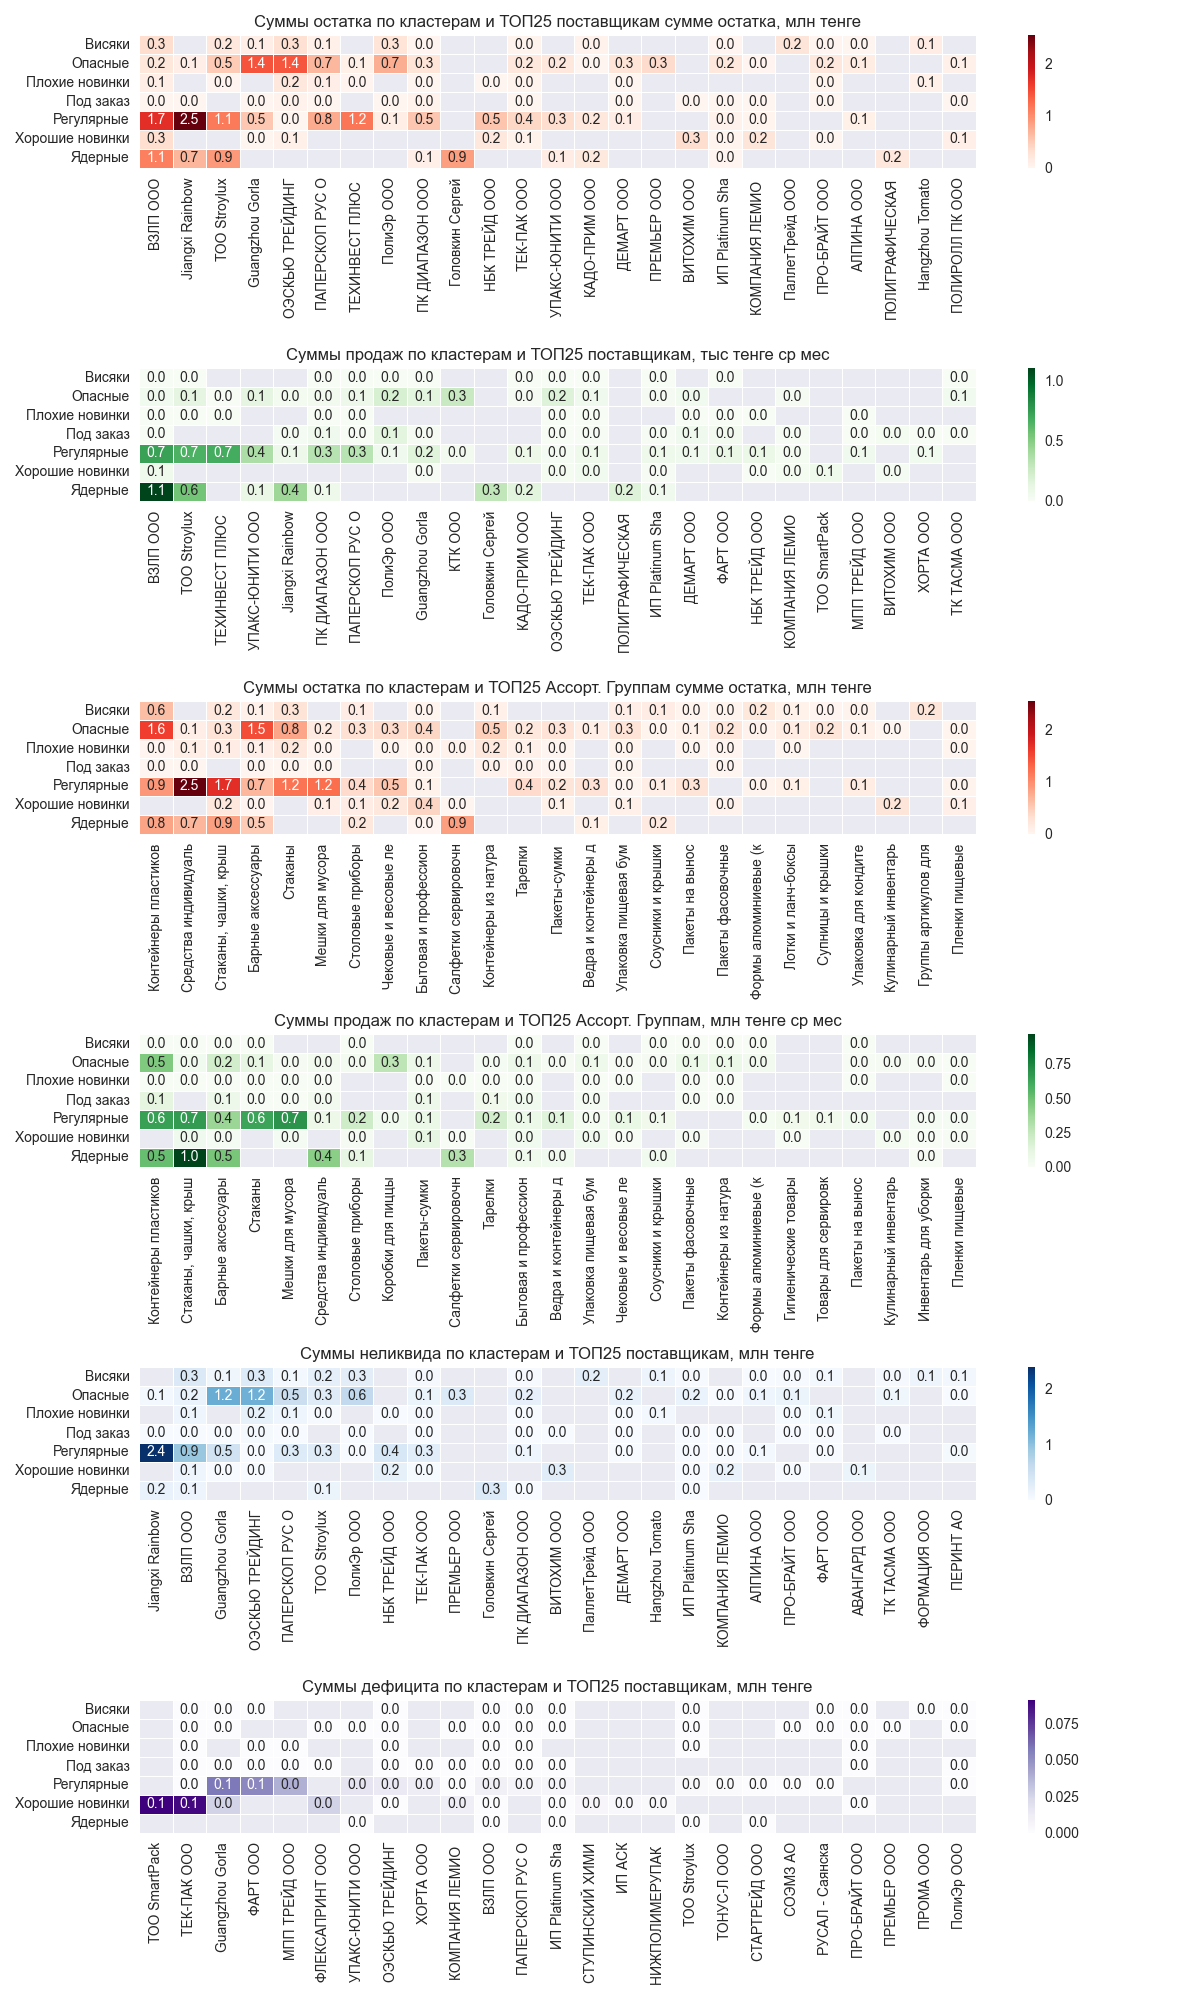 Суммы остатка по кластерам и ТОП25 поставщикам сумме остатка, млн тенге
Висяки 0.3 0.2 0.1 0.3 0.1 0.3 0.0 0.0 0.0 0.0 0.2 0.0 0.0 0.1
Опасные 0.2 0.1 0.5 1.4 1.4 0.7 0.1 0.7 0.3 0.2 0.2 0.0 0.3 0.3 0.2 0.0 0.2 0.1 0.1
Плохие новинки 0.1 0.0 0.2 0.1 0.0 0.0 0.0 0.0 0.0 0.0 0.1
Под заказ 0.0 0.0 0.0 0.0 0.0 0.0 0.0 0.0 0.0 0.0 0.0 0.0 0.0 0.0 0.0
Регулярные 1.7 2.5 1.1 0.5 0.0 0.8 1.2 0.1 0.5 0.5 0.4 0.3 0.2 0.1 0.0 0.0 0.1
Хорошие новинки 0.3 0.0 0.1 0.2 0.1 0.3 0.0 0.2 0.0 0.1
Ядерные 1.1 0.7 0.9 0.1 0.9 0.1 0.2 0.0 0.2
2
1
0
ВЗЛП ООО
Jiangxi Rainbow
ТОО Stroylux
Guangzhou Gorla
ОЭСКЬЮ ТРЕЙДИНГ
ПАПЕРСКОП РУС О
ТЕХИНВЕСТ ПЛЮС
ПолиЭр ООО
ПК ДИАПАЗОН ООО
Головкин Сергей
НБК ТРЕЙД ООО
ТЕК-ПАК ООО
УПАКС-ЮНИТИ ООО
КАДО-ПРИМ ООО
ДЕМАРТ ООО
ПРЕМЬЕР ООО
ВИТОХИМ ООО
ИП Platinum Sha
КОМПАНИЯ ЛЕМИО
ПаллетТрейд ООО
ПРО-БРАЙТ ООО
АЛПИНА ООО
ПОЛИГРАФИЧЕСКАЯ
Hangzhou Tomato
ПОЛИРОЛЛ ПК ООО
Суммы продаж по кластерам и ТОП25 поставщикам, тыс тенге ср мес
Висяки 0.0 0.0 0.0 0.0 0.0 0.0 0.0 0.0 0.0 0.0 0.0 0.0
Опасные 0.0 0.1 0.0 0.1 0.0 0.0 0.1 0.2 0.1 0.3 0.0 0.2 0.1 0.0 0.0 0.0 0.1
Плохие новинки 0.0 0.0 0.0 0.0 0.0 0.0 0.0 0.0 0.0 0.0 0.0
Под заказ 0.0 0.0 0.1 0.0 0.1 0.0 0.0 0.0 0.0 0.1 0.0 0.0 0.0 0.0 0.0 0.0
Регулярные 0.7 0.7 0.7 0.4 0.1 0.3 0.3 0.1 0.2 0.0 0.1 0.0 0.1 0.1 0.1 0.1 0.1 0.0 0.1 0.1
Хорошие новинки 0.1 0.0 0.0 0.0 0.0 0.0 0.0 0.1 0.0
Ядерные 1.1 0.6 0.1 0.4 0.1 0.3 0.2 0.2 0.1
1.0
0.5
0.0
ВЗЛП ООО
ТОО Stroylux
ТЕХИНВЕСТ ПЛЮС
УПАКС-ЮНИТИ ООО
Jiangxi Rainbow
ПК ДИАПАЗОН ООО
ПАПЕРСКОП РУС О
ПолиЭр ООО
Guangzhou Gorla
КТК ООО
Головкин Сергей
КАДО-ПРИМ ООО
ОЭСКЬЮ ТРЕЙДИНГ
ТЕК-ПАК ООО
ПОЛИГРАФИЧЕСКАЯ
ИП Platinum Sha
ДЕМАРТ ООО
ФАРТ ООО
НБК ТРЕЙД ООО
КОМПАНИЯ ЛЕМИО
ТОО SmartPack
МПП ТРЕЙД ООО
ВИТОХИМ ООО
ХОРТА ООО
ТК ТАСМА ООО
Суммы остатка по кластерам и ТОП25 Ассорт. Группам сумме остатка, млн тенге
Висяки 0.6 0.2 0.1 0.3 0.1 0.0 0.1 0.1 0.1 0.0 0.0 0.2 0.1 0.0 0.0 0.2
Опасные 1.6 0.1 0.3 1.5 0.8 0.2 0.3 0.3 0.4 0.5 0.2 0.3 0.1 0.3 0.0 0.1 0.2 0.0 0.1 0.2 0.1 0.0 0.0
Плохие новинки 0.0 0.1 0.1 0.1 0.2 0.0 0.0 0.0 0.0 0.2 0.1 0.0 0.0 0.0 0.0 0.0
Под заказ 0.0 0.0 0.0 0.0 0.0 0.0 0.0 0.0 0.0 0.0 0.0
Регулярные 0.9 2.5 1.7 0.7 1.2 1.2 0.4 0.5 0.1 0.4 0.2 0.3 0.0 0.1 0.3 0.0 0.1 0.1 0.0
Хорошие новинки 0.2 0.0 0.1 0.1 0.2 0.4 0.0 0.1 0.1 0.0 0.2 0.1
Ядерные 0.8 0.7 0.9 0.5 0.2 0.0 0.9 0.1 0.2
2
1
0
Контейнеры пластиков
Средства индивидуаль
Стаканы, чашки, крыш
Барные аксессуары
Стаканы
Мешки для мусора
Столовые приборы
Чековые и весовые ле
Бытовая и профессион
Салфетки сервировочн
Контейнеры из натура
Тарелки
Пакеты-сумки
Ведра и контейнеры д
Упаковка пищевая бум
Соусники и крышки
Пакеты на вынос
Пакеты фасовочные
Формы алюминиевые (к
Лотки и ланч-боксы
Супницы и крышки
Упаковка для кондите
Кулинарный инвентарь
Группы артикулов для
Пленки пищевые
Суммы продаж по кластерам и ТОП25 Ассорт. Группам, млн тенге ср мес
Висяки 0.0 0.0 0.0 0.0 0.0 0.0 0.0 0.0 0.0 0.0 0.0
Опасные 0.5 0.0 0.2 0.1 0.0 0.0 0.0 0.3 0.1 0.0 0.1 0.0 0.1 0.0 0.0 0.1 0.1 0.0 0.0 0.0 0.0 0.0
Плохие новинки 0.0 0.0 0.0 0.0 0.0 0.0 0.0 0.0 0.0 0.0 0.0 0.0 0.0 0.0 0.0 0.0 0.0
Под заказ 0.1 0.1 0.0 0.0 0.0 0.1 0.1 0.0 0.0 0.0 0.0 0.0
Регулярные 0.6 0.7 0.4 0.6 0.7 0.1 0.2 0.0 0.1 0.2 0.1 0.1 0.0 0.1 0.1 0.0 0.1 0.1 0.0 0.0 0.0
Хорошие новинки 0.0 0.0 0.0 0.0 0.1 0.0 0.0 0.0 0.0 0.0 0.0 0.0 0.0 0.0
Ядерные 0.5 1.0 0.5 0.4 0.1 0.3 0.1 0.0 0.0 0.0
0.75
0.50
0.25
0.00
Контейнеры пластиков
Стаканы, чашки, крыш
Барные аксессуары
Стаканы
Мешки для мусора
Средства индивидуаль
Столовые приборы
Коробки для пиццы
Пакеты-сумки
Салфетки сервировочн
Тарелки
Бытовая и профессион
Ведра и контейнеры д
Упаковка пищевая бум
Чековые и весовые ле
Соусники и крышки
Пакеты фасовочные
Контейнеры из натура
Формы алюминиевые (к
Гигиенические товары
Товары для сервировк
Пакеты на вынос
Кулинарный инвентарь
Инвентарь для уборки
Пленки пищевые
Суммы неликвида по кластерам и ТОП25 поставщикам, млн тенге
Висяки 0.3 0.1 0.3 0.1 0.2 0.3 0.0 0.0 0.2 0.1 0.0 0.0 0.0 0.1 0.0 0.1 0.1
Опасные 0.1 0.2 1.2 1.2 0.5 0.3 0.6 0.1 0.3 0.2 0.2 0.2 0.0 0.1 0.1 0.1 0.0
Плохие новинки 0.1 0.2 0.1 0.0 0.0 0.0 0.0 0.0 0.1 0.0 0.1
Под заказ 0.0 0.0 0.0 0.0 0.0 0.0 0.0 0.0 0.0 0.0 0.0 0.0 0.0 0.0 0.0 0.0 0.0
Регулярные 2.4 0.9 0.5 0.0 0.3 0.3 0.0 0.4 0.3 0.1 0.0 0.0 0.0 0.1 0.0 0.0
Хорошие новинки 0.1 0.0 0.0 0.2 0.0 0.3 0.0 0.2 0.0 0.1
Ядерные 0.2 0.1 0.1 0.3 0.0 0.0
2
1
0
Jiangxi Rainbow
ВЗЛП ООО
Guangzhou Gorla
ОЭСКЬЮ ТРЕЙДИНГ
ПАПЕРСКОП РУС О
ТОО Stroylux
ПолиЭр ООО
НБК ТРЕЙД ООО
ТЕК-ПАК ООО
ПРЕМЬЕР ООО
Головкин Сергей
ПК ДИАПАЗОН ООО
ВИТОХИМ ООО
ПаллетТрейд ООО
ДЕМАРТ ООО
Hangzhou Tomato
ИП Platinum Sha
КОМПАНИЯ ЛЕМИО
АЛПИНА ООО
ПРО-БРАЙТ ООО
ФАРТ ООО
АВАНГАРД ООО
ТК ТАСМА ООО
ФОРМАЦИЯ ООО
ПЕРИНТ АО
Суммы дефицита по кластерам и ТОП25 поставщикам, млн тенге
Висяки 0.0 0.0 0.0 0.0 0.0 0.0 0.0 0.0 0.0 0.0 0.0 0.0
Опасные 0.0 0.0 0.0 0.0 0.0 0.0 0.0 0.0 0.0 0.0 0.0 0.0 0.0 0.0 0.0
Плохие новинки 0.0 0.0 0.0 0.0 0.0 0.0 0.0 0.0
Под заказ 0.0 0.0 0.0 0.0 0.0 0.0 0.0 0.0 0.0 0.0 0.0 0.0 0.0 0.0
Регулярные 0.0 0.1 0.1 0.0 0.0 0.0 0.0 0.0 0.0 0.0 0.0 0.0 0.0 0.0 0.0 0.0 0.0
Хорошие новинки 0.1 0.1 0.0 0.0 0.0 0.0 0.0 0.0 0.0 0.0 0.0 0.0
Ядерные 0.0 0.0 0.0 0.0 0.0
0.075
0.050
0.025
0.000
ТОО SmartPack
ТЕК-ПАК ООО
Guangzhou Gorla
ФАРТ ООО
МПП ТРЕЙД ООО
ФЛЕКСАПРИНТ ООО
УПАКС-ЮНИТИ ООО
ОЭСКЬЮ ТРЕЙДИНГ
ХОРТА ООО
КОМПАНИЯ ЛЕМИО
ВЗЛП ООО
ПАПЕРСКОП РУС О
ИП Platinum Sha
СТУПИНСКИЙ ХИМИ
ИП АСК
НИЖПОЛИМЕРУПАК
ТОО Stroylux
ТОНУС-Л ООО
СТАРТРЕЙД ООО
СОЭМЗ АО
РУСАЛ - Саянска
ПРО-БРАЙТ ООО
ПРЕМЬЕР ООО
ПРОМА ООО
ПолиЭр ООО